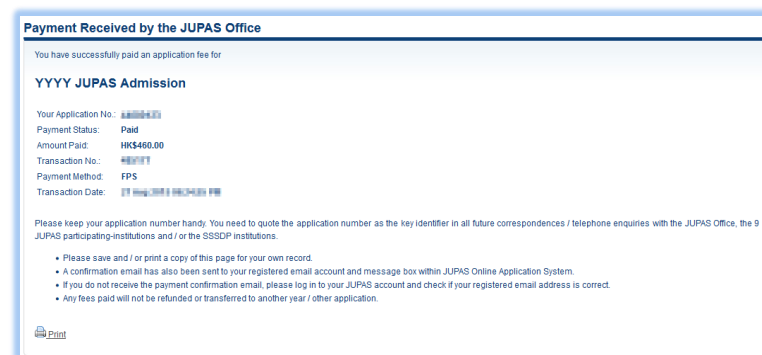 Payment Received by the JUPAS Office
You have successfully paid an application fee for
YYYY JUPAS Admission
Your Application No.:
Payment Status: Paid
Amount Paid: HK$460.00
Transaction No.:
Payment Method: FPS
Transaction Date:
Please keep your application number handy. You need to quote the application number as the key identifier in all future correspondences / telephone enquiries with the JUPAS Office, the 9
JUPAS participating-institutions and / or the SSSDP institutions.
• Please save and / or print a copy of this page for your own record.
• A confirmation email has also been sent to your registered email account and message box within JUPAS Online Application System.
• If you do not receive the payment confirmation email, please log in to your JUPAS account and check if your registered email address is correct.
• Any fees paid will not be refunded or transferred to another year / other application.
Print